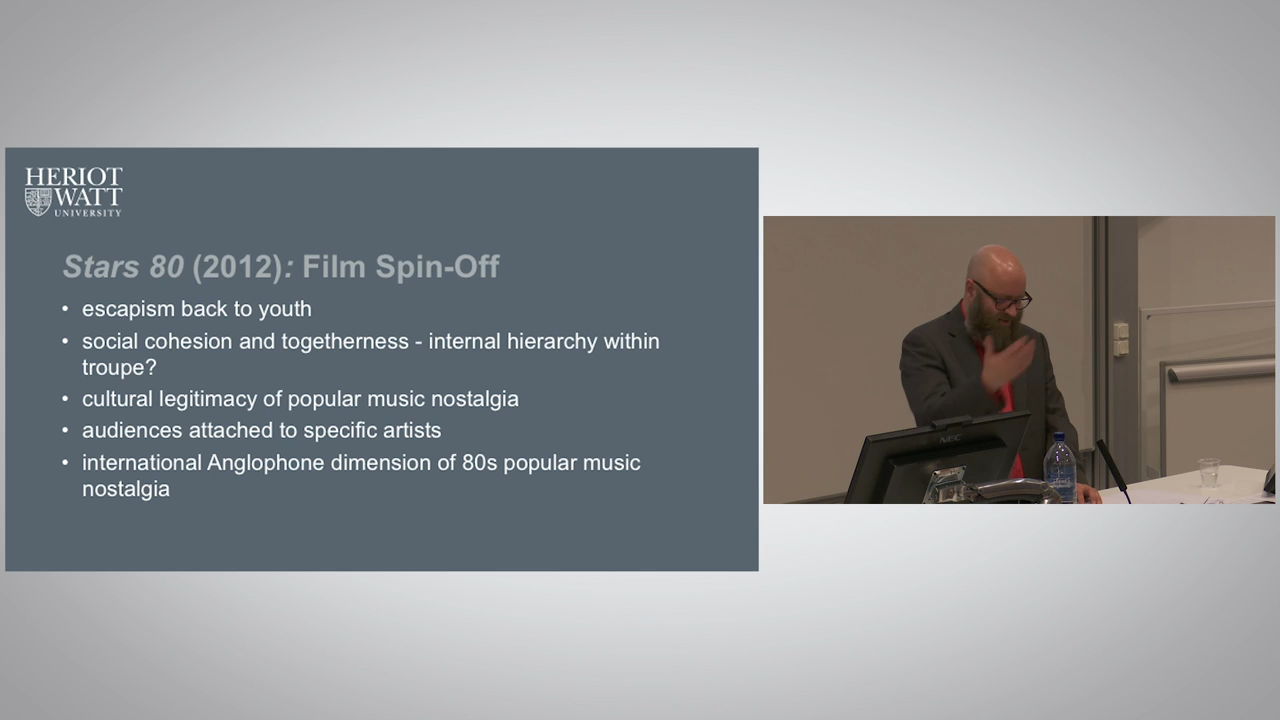 HERIOT
WATT
UNIVERSITY
Stars 80 (2012): Film Spin-Off
• escapism back to youth
• social cohesion and togetherness - internal hierarchy within
troupe?
• cultural legitimacy of popular music nostalgia
• audiences attached to specific artists
• international Anglophone dimension of 80s popular music
nostalgia
NEC